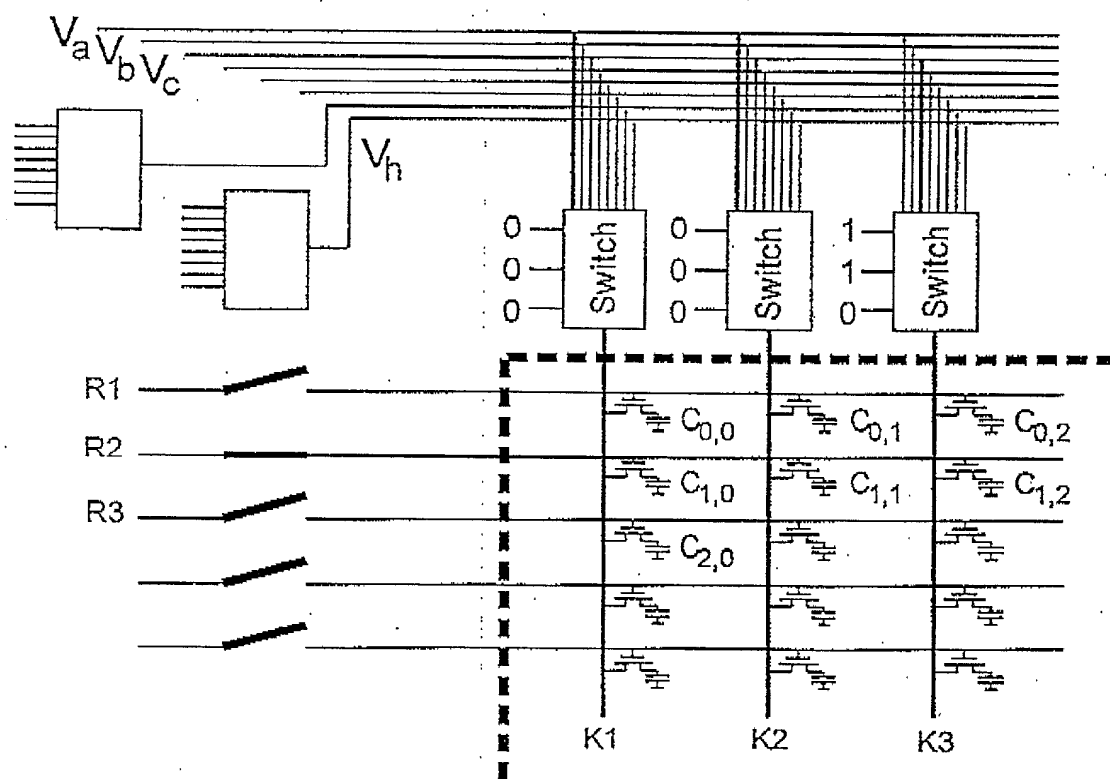 Va Vb Vc
Vh
0 0 1
0 0 1
0 0 0
Switch Switch Switch
R1
C0,0 C0,1 C0,2
R2
C1,0 C1,1 C1,2
R3
C2,0
K1 K2 K3